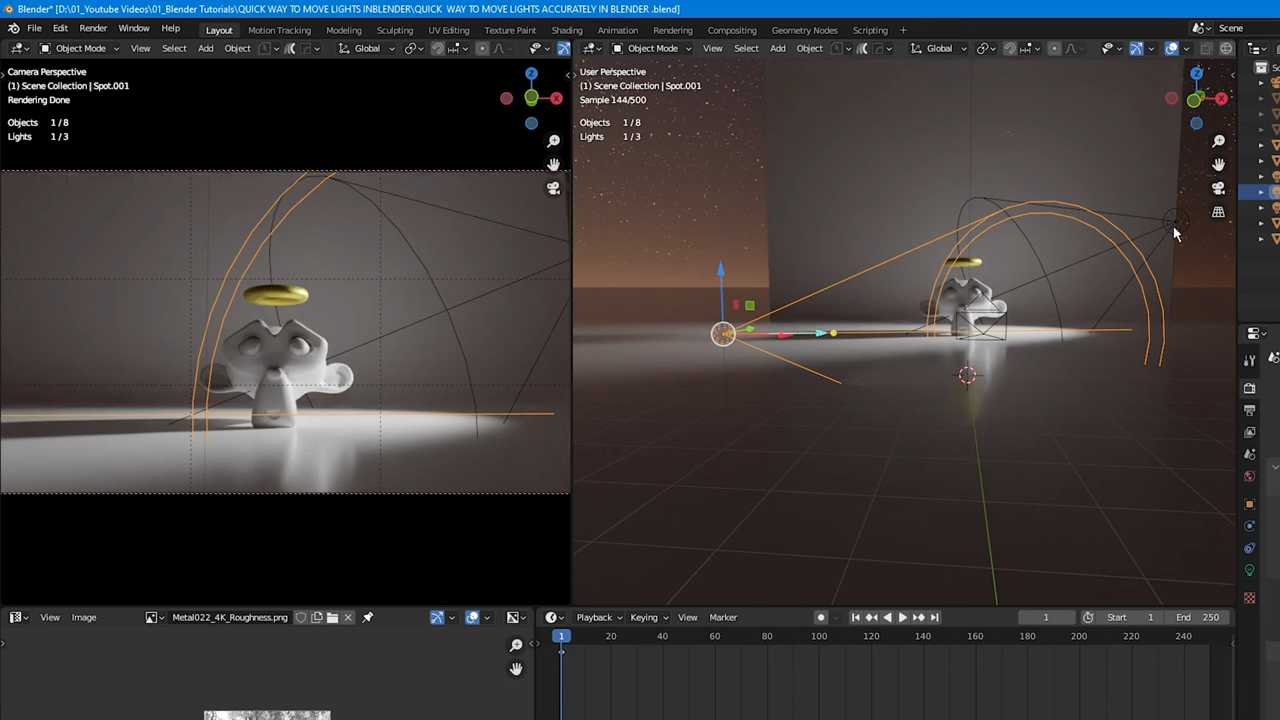 Blender* [D:\01_Youtube Videos\01_Blender Tutorials\QUICK WAY TO MOVE LIGHTS INBLENDER\QUICK WAY TO MOVE LIGHTS ACCURATELY IN BLENDER .blend]
File Edit Render Window Help Layout Motion Tracking Modeling Sculpting UV Editing Texture Paint Shading Animation Rendering Compositing Geometry Nodes Scripting + Scene
Object Mode View Select Add Object Global Object Mode View Select Add Object Global
Camera Perspective
(1) Scene Collection | Spot.001
Rendering Done
Objects 1/8
Lights 1/3
Z
X
User Perspective
(1) Scene Collection | Spot.001
Sample 144/500
Objects 1/8
Lights 1/3
Z
X
View Image Metal022_4K_Roughness.png
Playback Keying View Marker 1 Start 1 End 250
1 20 40 60 80 100 120 140 160 180 200 220 240